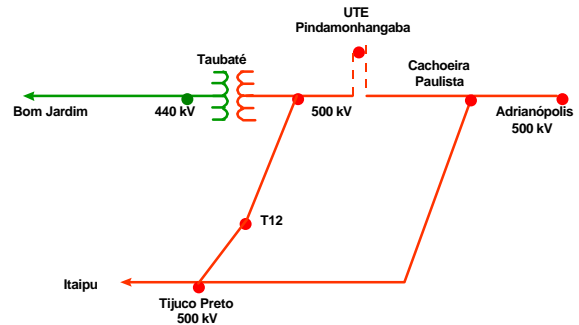 UTE
Pindamonhangaba
Taubaté
Cachoeira
Paulista
Bom Jardim
440 kV
500 kV
Adrianópolis
500 kV
T12
Itaipu
Tijuco Preto
500 kV